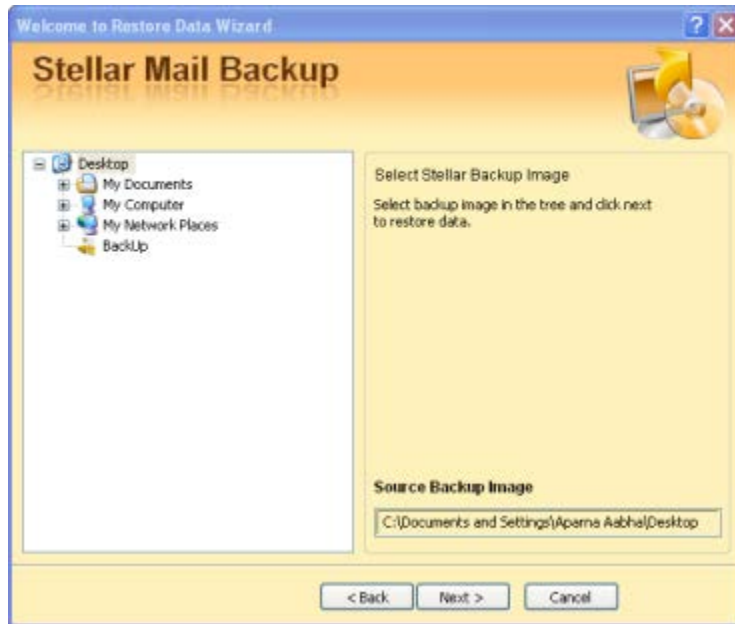 Welcome to Restore Data Wizard
Stellar Mail Backup
Desktop
My Documents
My Computer
My Network Places
BackUp
Select Stellar Backup Image
Select backup image in the tree and click next
to restore data.
Source Backup Image
C:\Documents and Settings\Aparna Aabha\Desktop
< Back
Next >
Cancel